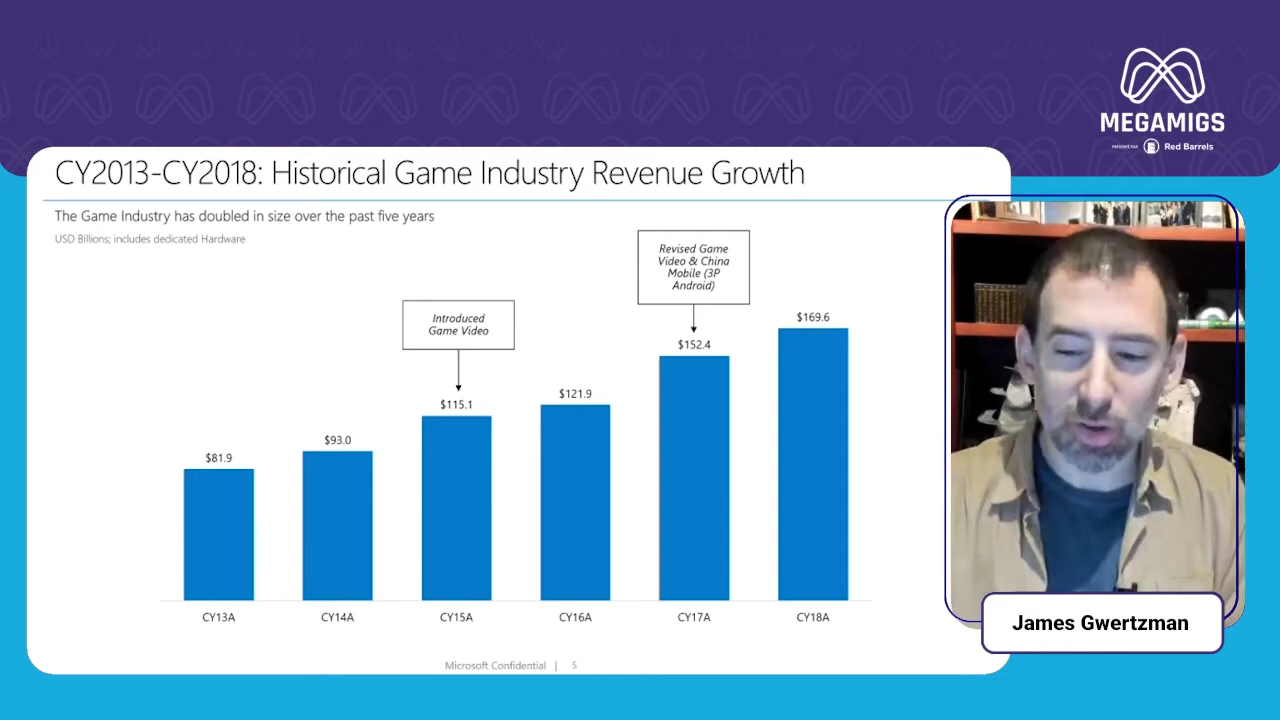 MEGAMIGS
PRÉSENTÉ PAR Red Barrels
CY2013-CY2018: Historical Game Industry Revenue Growth
The Game Industry has doubled in size over the past five years
USD Billions; includes dedicated Hardware
Revised Game
Video & China
Mobile (3P
Android)
Introduced
Game Video
$81.9
$93.0
$115.1
$121.9
$152.4
$169.6
CY13A
CY14A
CY15A
CY16A
CY17A
CY18A
James Gwertzman
Microsoft Confidential | 5